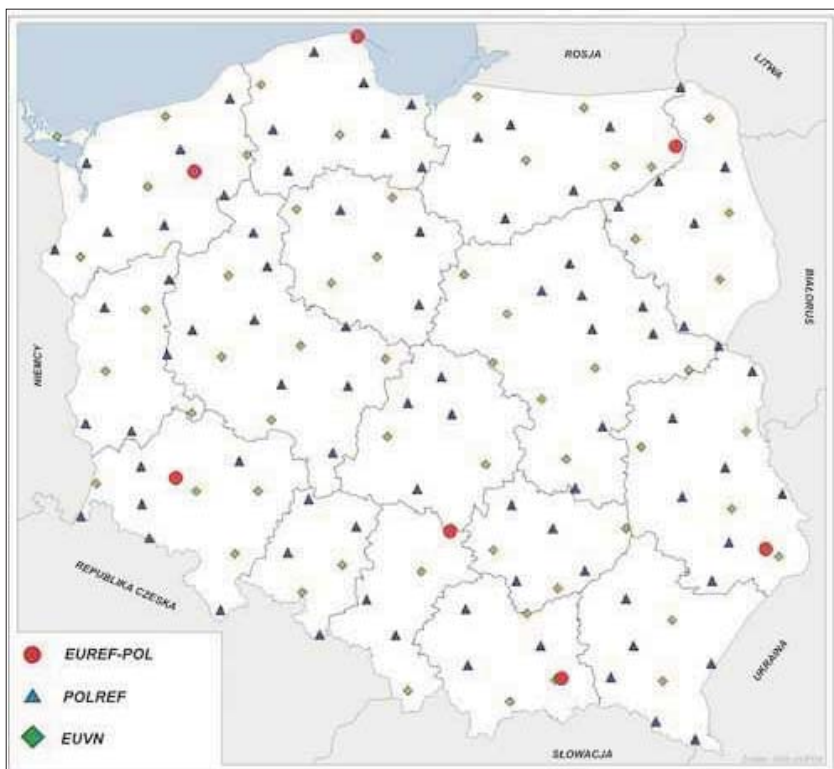 ROSJA
LITWA
BIAŁORUŚ
NIEMCY
REPUBLIKA CZESKA
UKRAINA
SŁOWACJA
EUREF-POL
POLREF
EUVN